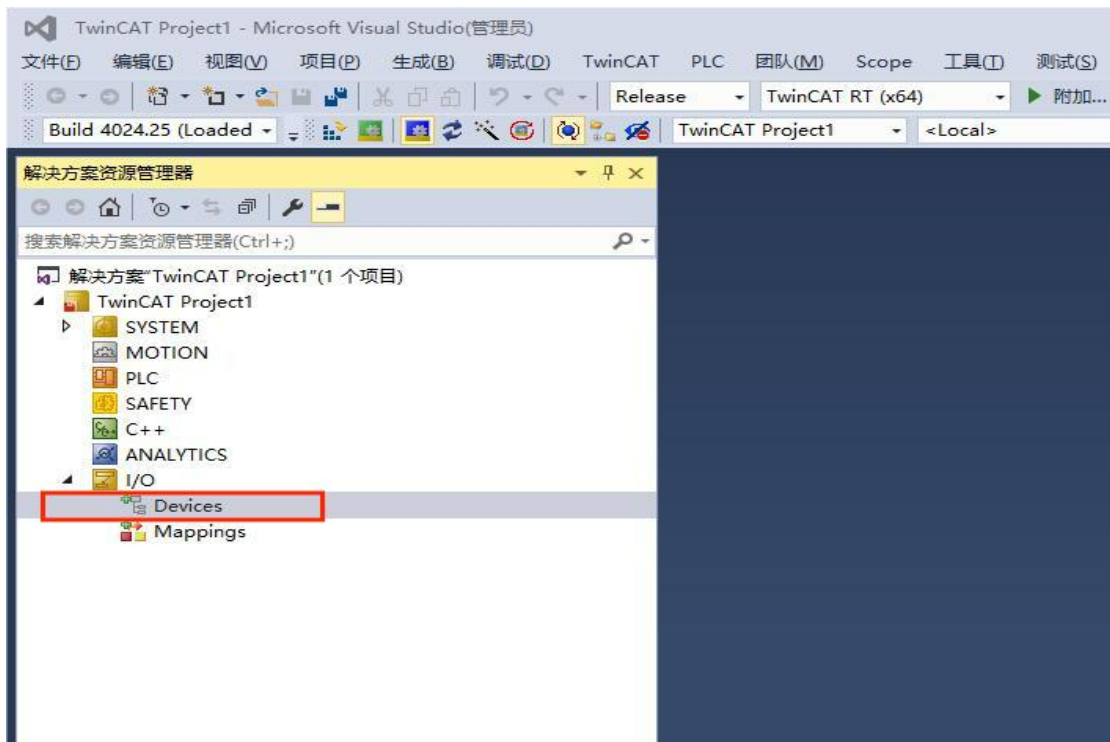 TwinCAT Project1 - Microsoft Visual Studio(管理员)
文件(F) 编辑(E) 视图(V) 项目(P) 生成(B) 调试(D) TwinCAT PLC 团队(M) Scope 工具(T) 测试(S)
Release TwinCAT RT (x64) 附加...
Build 4024.25 (Loaded TwinCAT Project1 <Local>
解决方案资源管理器
搜索解决方案资源管理器(Ctrl+;)
解决方案"TwinCAT Project1"(1 个项目)
TwinCAT Project1
SYSTEM
MOTION
PLC
SAFETY
C++
ANALYTICS
I/O
Devices
Mappings